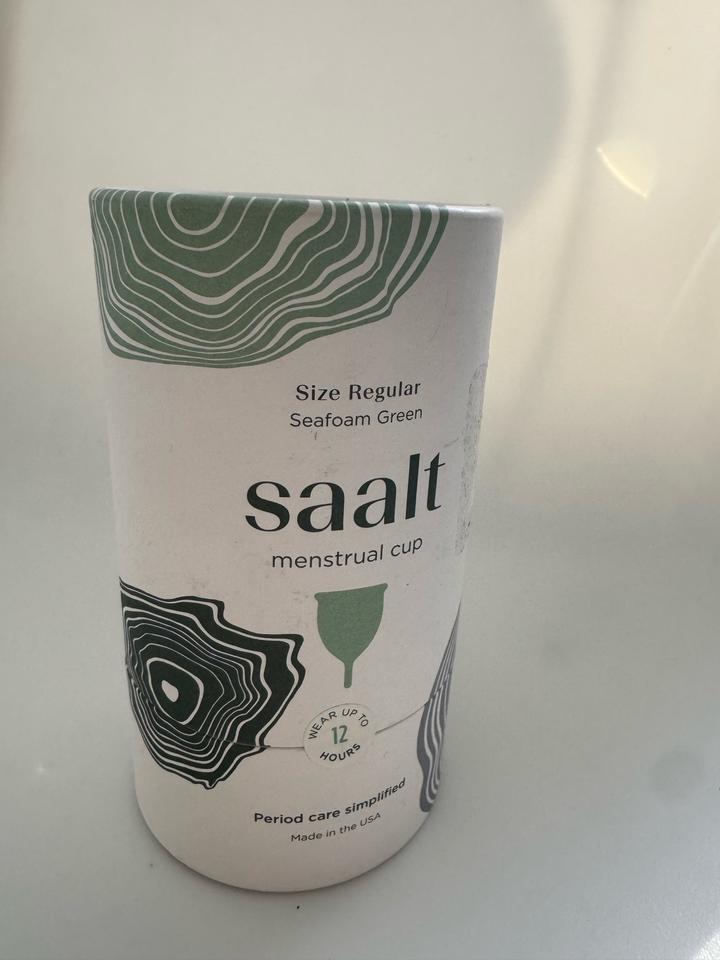 Size Regular
Seafoam Green
saalt
menstrual cup
WEAR UP TO
12
HOURS
Period care simplified
Made in the USA